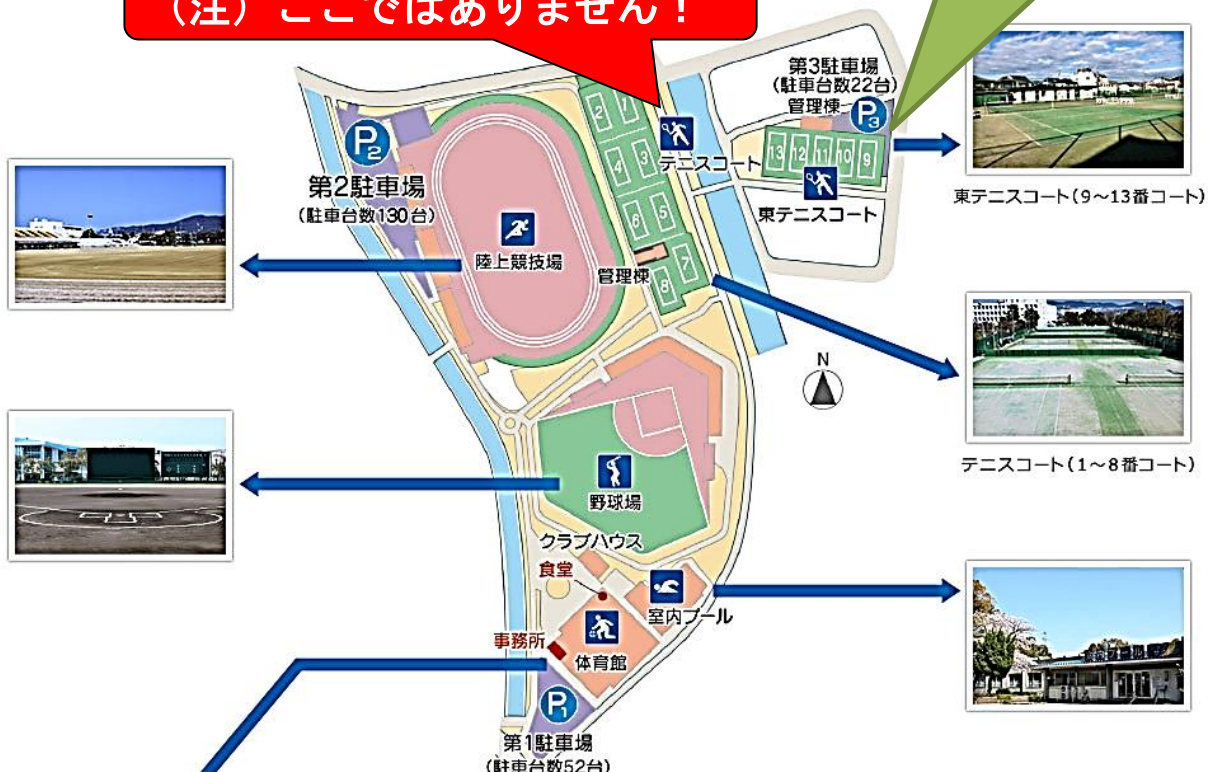 （注）ここではありません！
第3駐車場
（駐車台数22台）
管理棟
P3
P2
第2駐車場
（駐車台数130台）
2
1
4
3
6
5
7
8
テニスコート
13
12
11
10
9
東テニスコート
東テニスコート（9～13番コート）
陸上競技場
管理棟
N
テニスコート（1～8番コート）
野球場
クラブハウス
食堂
室内プール
事務所
体育館
P1
第1駐車場
（駐車台数52台）